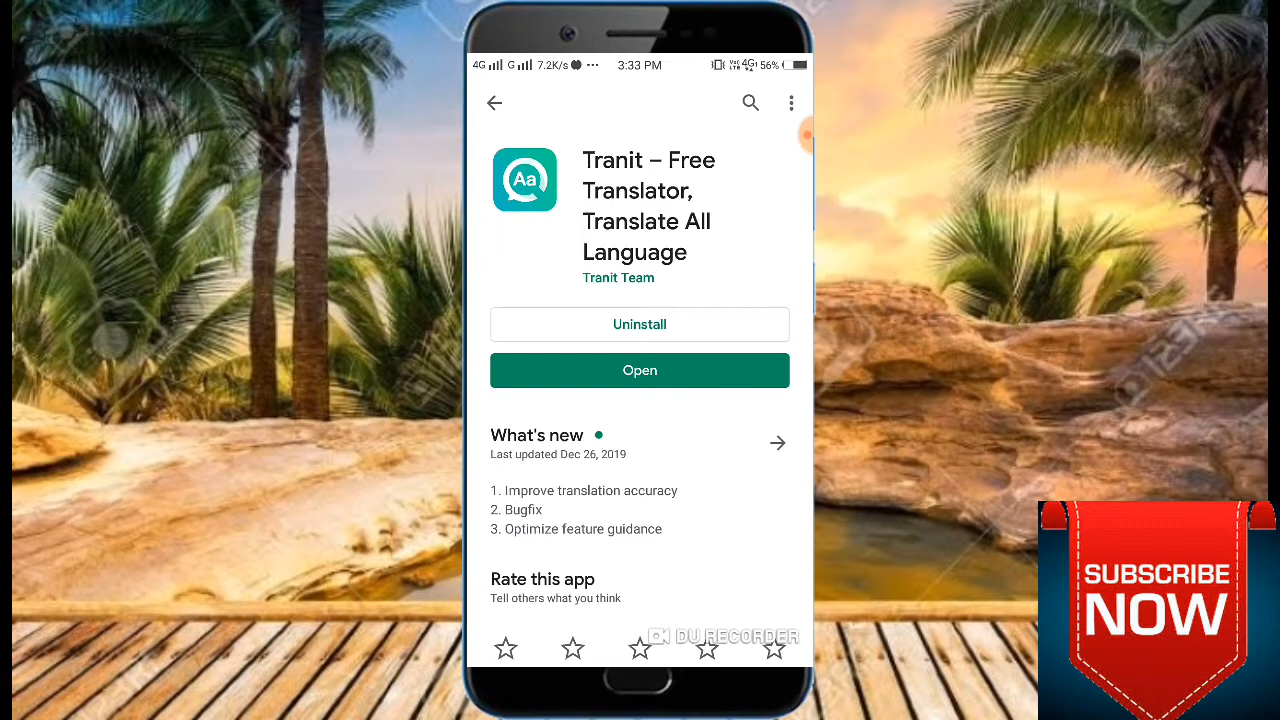 4G G 7.2K/s 3:33 PM 4G 56%
Aa
Tranit – Free
Translator,
Translate All
Language
Tranit Team
Uninstall
Open
What's new
Last updated Dec 26, 2019
1. Improve translation accuracy
2. Bugfix
3. Optimize feature guidance
Rate this app
Tell others what you think
DU RECORDER
SUBSCRIBE
NOW